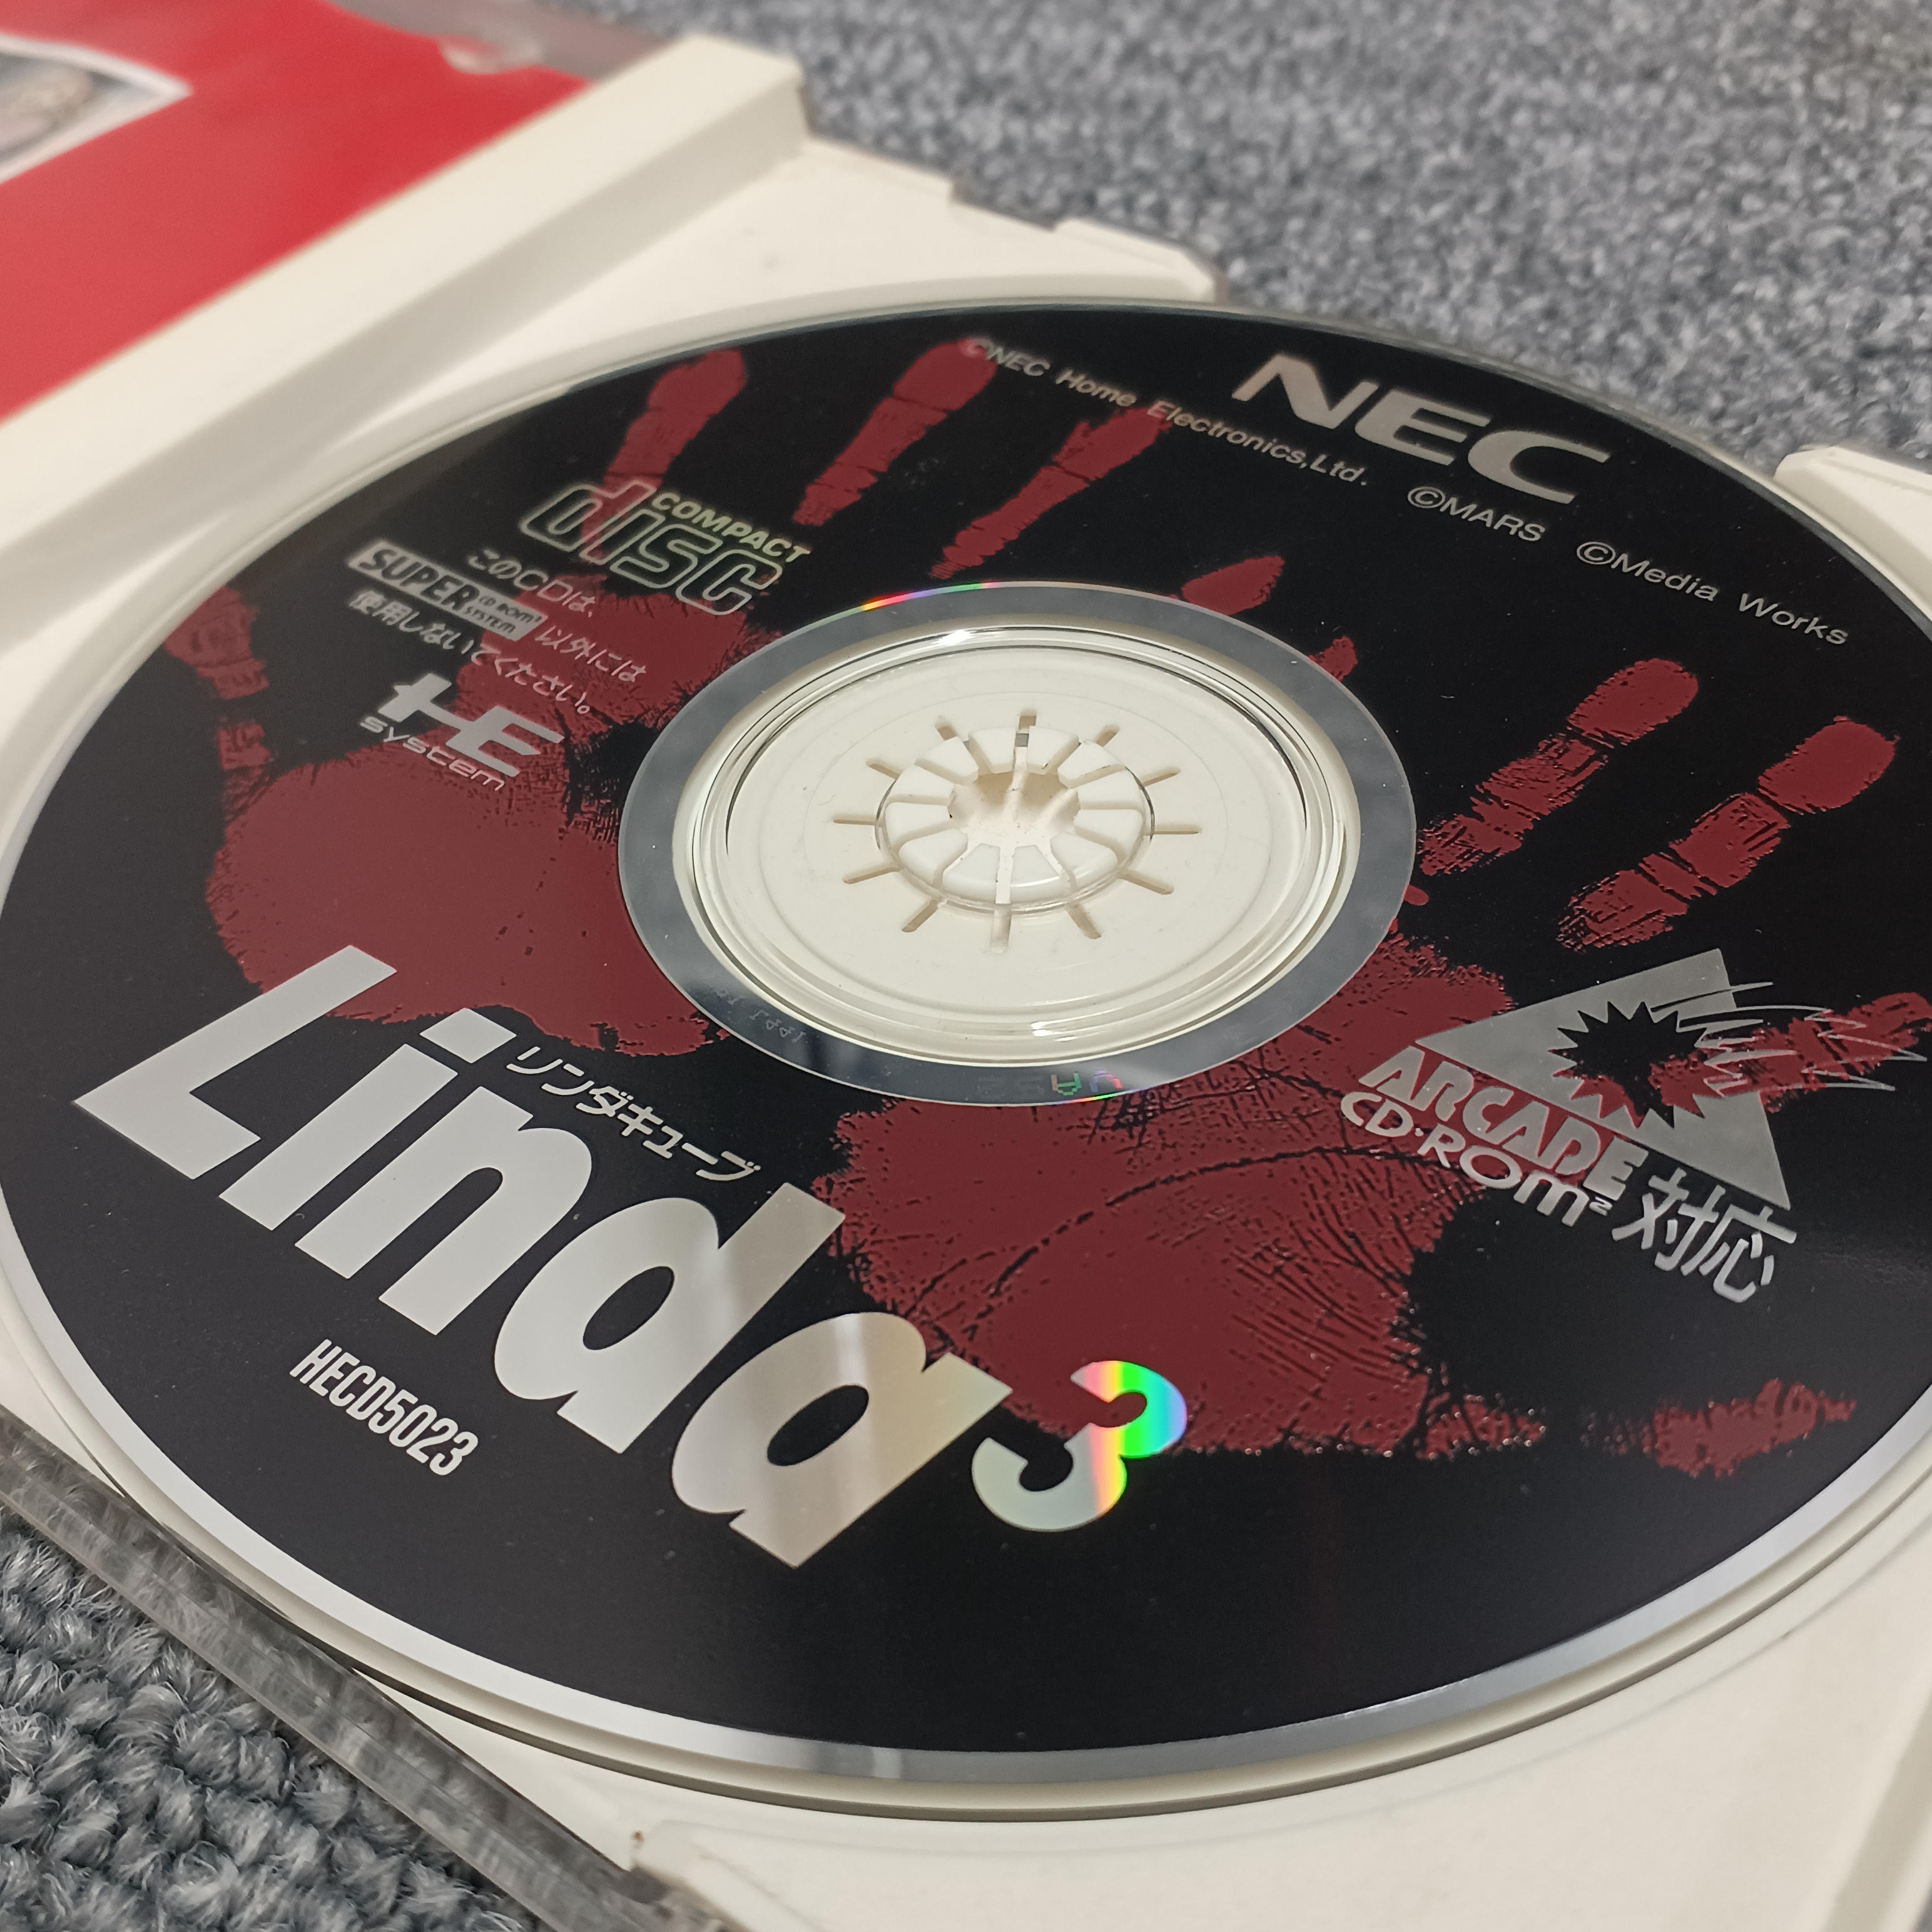 NEC
©NEC Home Electronics,Ltd. ©MARS ©Media Works
COMPACT
disc
このCDは、
SUPER CD-ROM² SYSTEM 以外には
使用しないでください。
HE
system
リンダキューブ
Linda3
HECD5023
ARCADE
CD-ROM² 対応